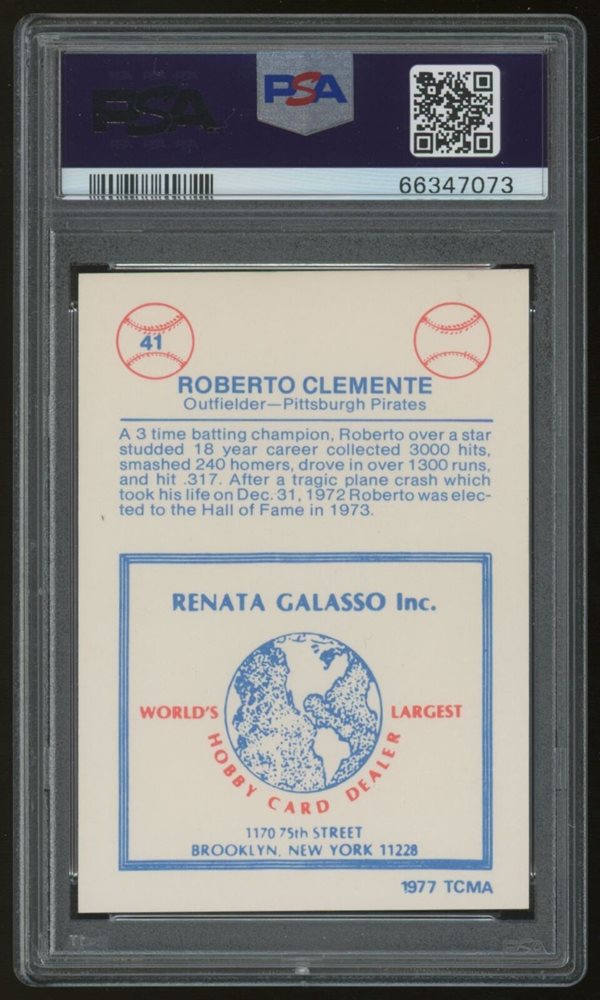 PSA
PSA
66347073
41
ROBERTO CLEMENTE
Outfielder—Pittsburgh Pirates
A 3 time batting champion, Roberto over a star
studded 18 year career collected 3000 hits,
smashed 240 homers, drove in over 1300 runs,
and hit .317. After a tragic plane crash which
took his life on Dec. 31, 1972 Roberto was elec-
ted to the Hall of Fame in 1973.
RENATA GALASSO Inc.
WORLD'S LARGEST
HOBBY CARD DEALER
1170 75th STREET
BROOKLYN, NEW YORK 11228
1977 TCMA
PSA